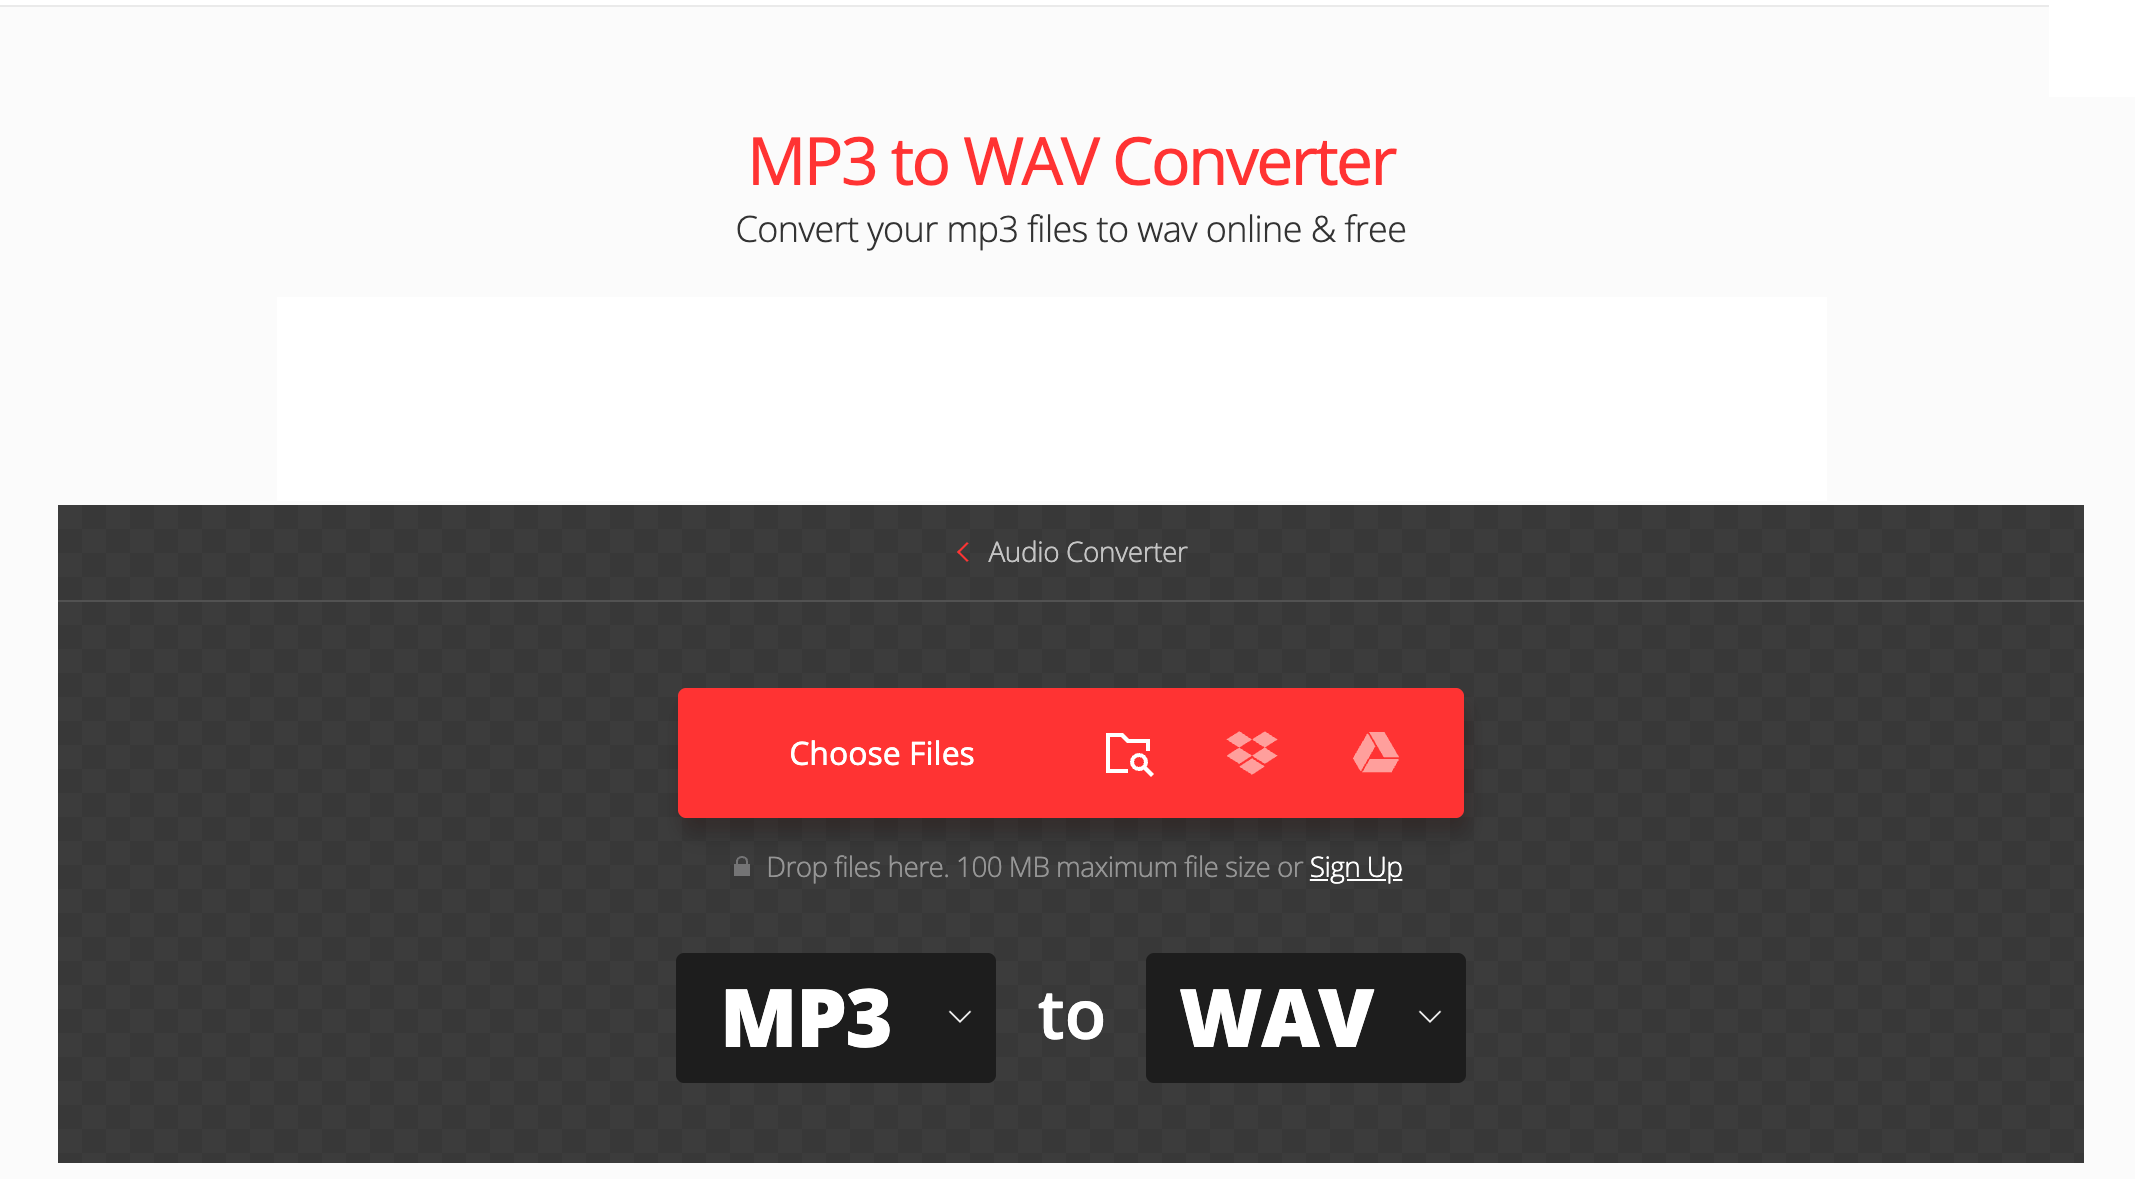 MP3 to WAV Converter
Convert your mp3 files to wav online & free
Audio Converter
Choose Files
Drop files here. 100 MB maximum file size or Sign Up
MP3 to WAV